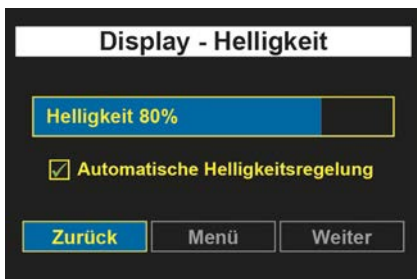 Display - Helligkeit
Helligkeit 80%
Automatische Helligkeitsregelung
Zurück Menü Weiter